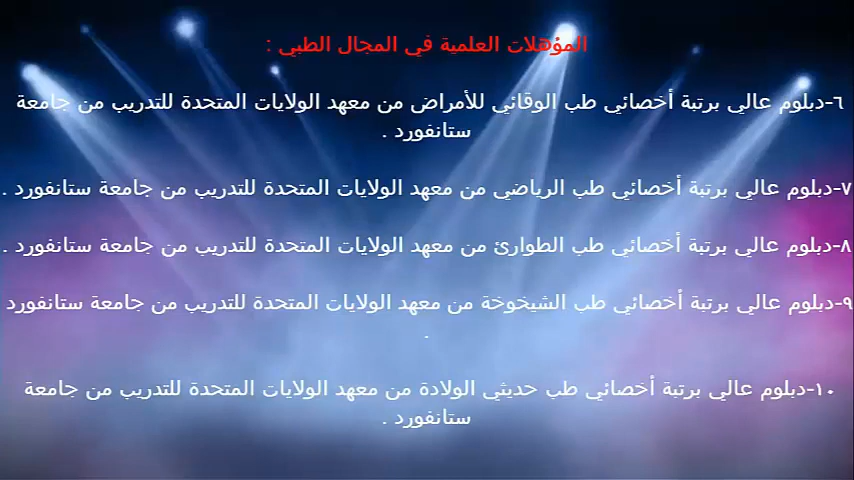 المؤهلات العلمية في المجال الطبي :
٦-دبلوم عالي برتبة أخصائي طب الوقائي للأمراض من معهد الولايات المتحدة للتدريب من جامعة
ستانفورد .
٧-دبلوم عالي برتبة أخصائي طب الرياضي من معهد الولايات المتحدة للتدريب من جامعة ستانفورد .
٨-دبلوم عالي برتبة أخصائي طب الطوارئ من معهد الولايات المتحدة للتدريب من جامعة ستانفورد .
٩-دبلوم عالي برتبة أخصائي طب الشيخوخة من معهد الولايات المتحدة للتدريب من جامعة ستانفورد
.
١٠-دبلوم عالي برتبة أخصائي طب حديثي الولادة من معهد الولايات المتحدة للتدريب من جامعة
ستانفورد .